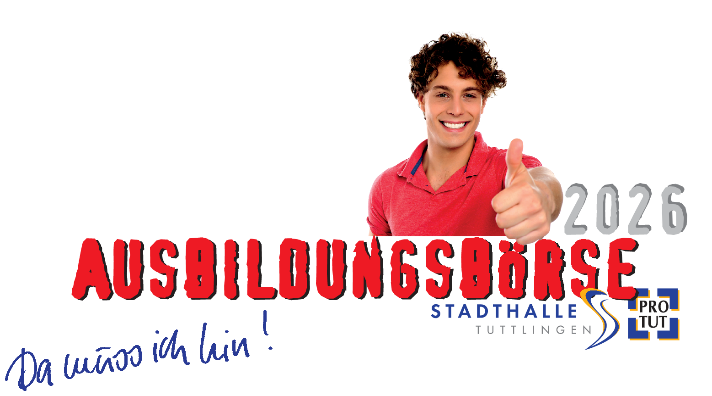 2026
AUSBILDUNGSBÖRSE
STADTHALLE
TUTTLINGEN
PRO
TUT
Da muss ich hin!